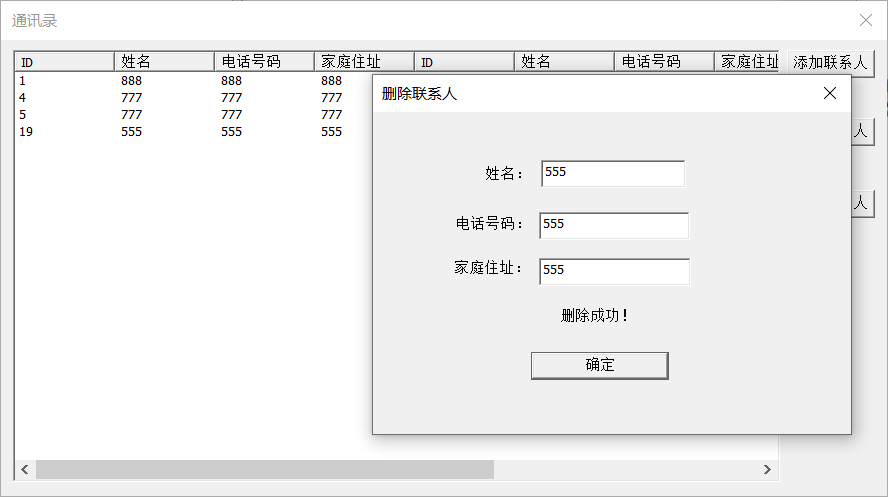 通讯录
ID 姓名 电话号码 家庭住址 ID 姓名 电话号码 家庭住址
添加联系人
1 888 888 888
4 777 777 777
5 777 777 777
19 555 555 555
人
人
删除联系人
姓名： 555
电话号码： 555
家庭住址： 555
删除成功！
确定